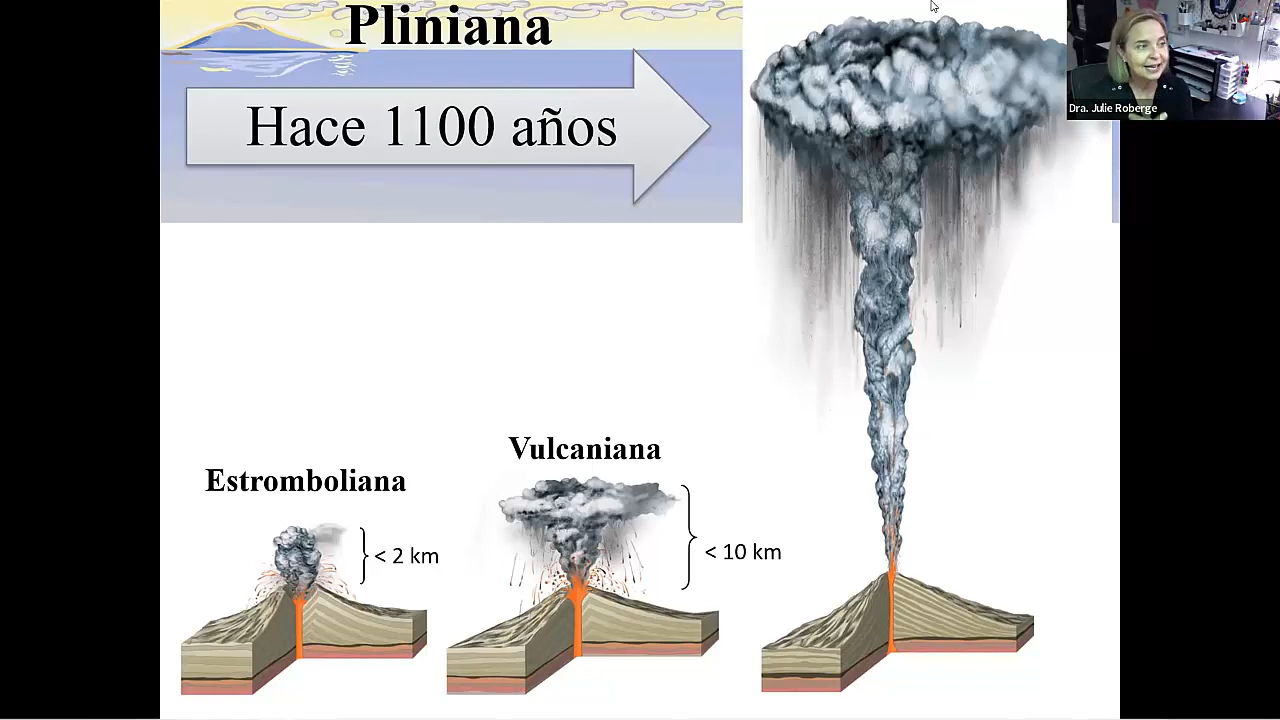 Pliniana
Hace 1100 años
Dra. Julie Roberge
Vulcaniana
Estromboliana
< 2 km
< 10 km